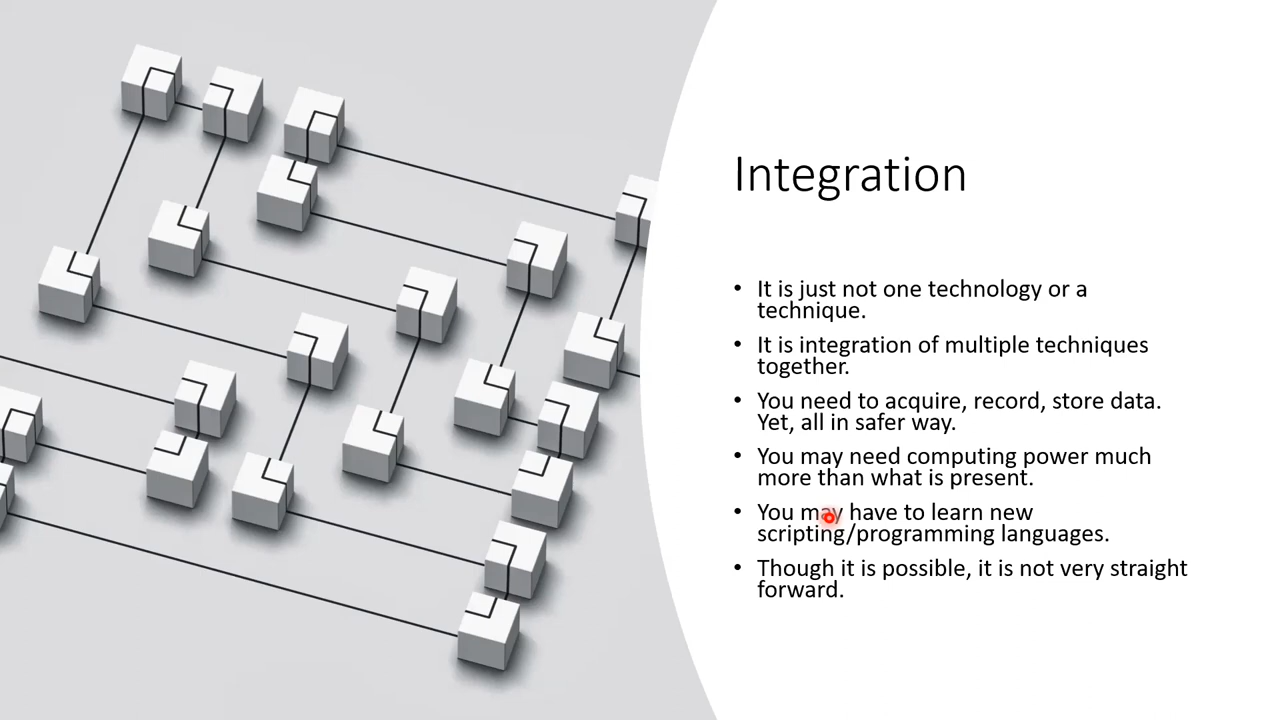 Integration
• It is just not one technology or a
technique.
• It is integration of multiple techniques
together.
• You need to acquire, record, store data.
Yet, all in safer way.
• You may need computing power much
more than what is present.
• You may have to learn new
scripting/programming languages.
• Though it is possible, it is not very straight
forward.